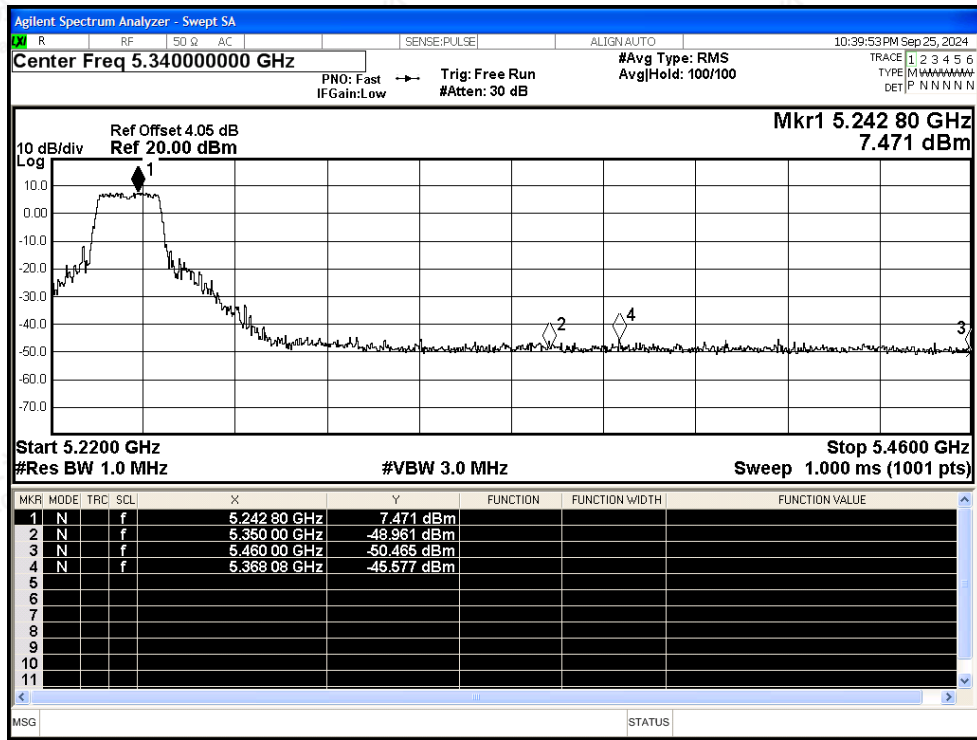 Agilent Spectrum Analyzer - Swept SA
LXI R RF 50 Ω AC SENSE:PULSE ALIGN AUTO 10:39:53 PM Sep 25, 2024
Center Freq 5.340000000 GHz #Avg Type: RMS TRACE 1 2 3 4 5 6
PNO: Fast Trig: Free Run Avg|Hold: 100/100 TYPE M
IFGain:Low #Atten: 30 dB DET P N N N N N
Mkr1 5.242 80 GHz
Ref Offset 4.05 dB
10 dB/div Ref 20.00 dBm 7.471 dBm
Log
1
10.0
0.00
-10.0
-20.0
-30.0
-40.0
2 4 3
-50.0
-60.0
-70.0
Start 5.2200 GHz Stop 5.4600 GHz
#Res BW 1.0 MHz #VBW 3.0 MHz Sweep 1.000 ms (1001 pts)
MKR MODE TRC SCL X Y FUNCTION FUNCTION WIDTH FUNCTION VALUE
1 N f 5.242 80 GHz 7.471 dBm
2 N f 5.350 00 GHz -48.961 dBm
3 N f 5.460 00 GHz -50.465 dBm
4 N f 5.368 08 GHz -45.577 dBm
5
6
7
8
9
10
11
MSG STATUS